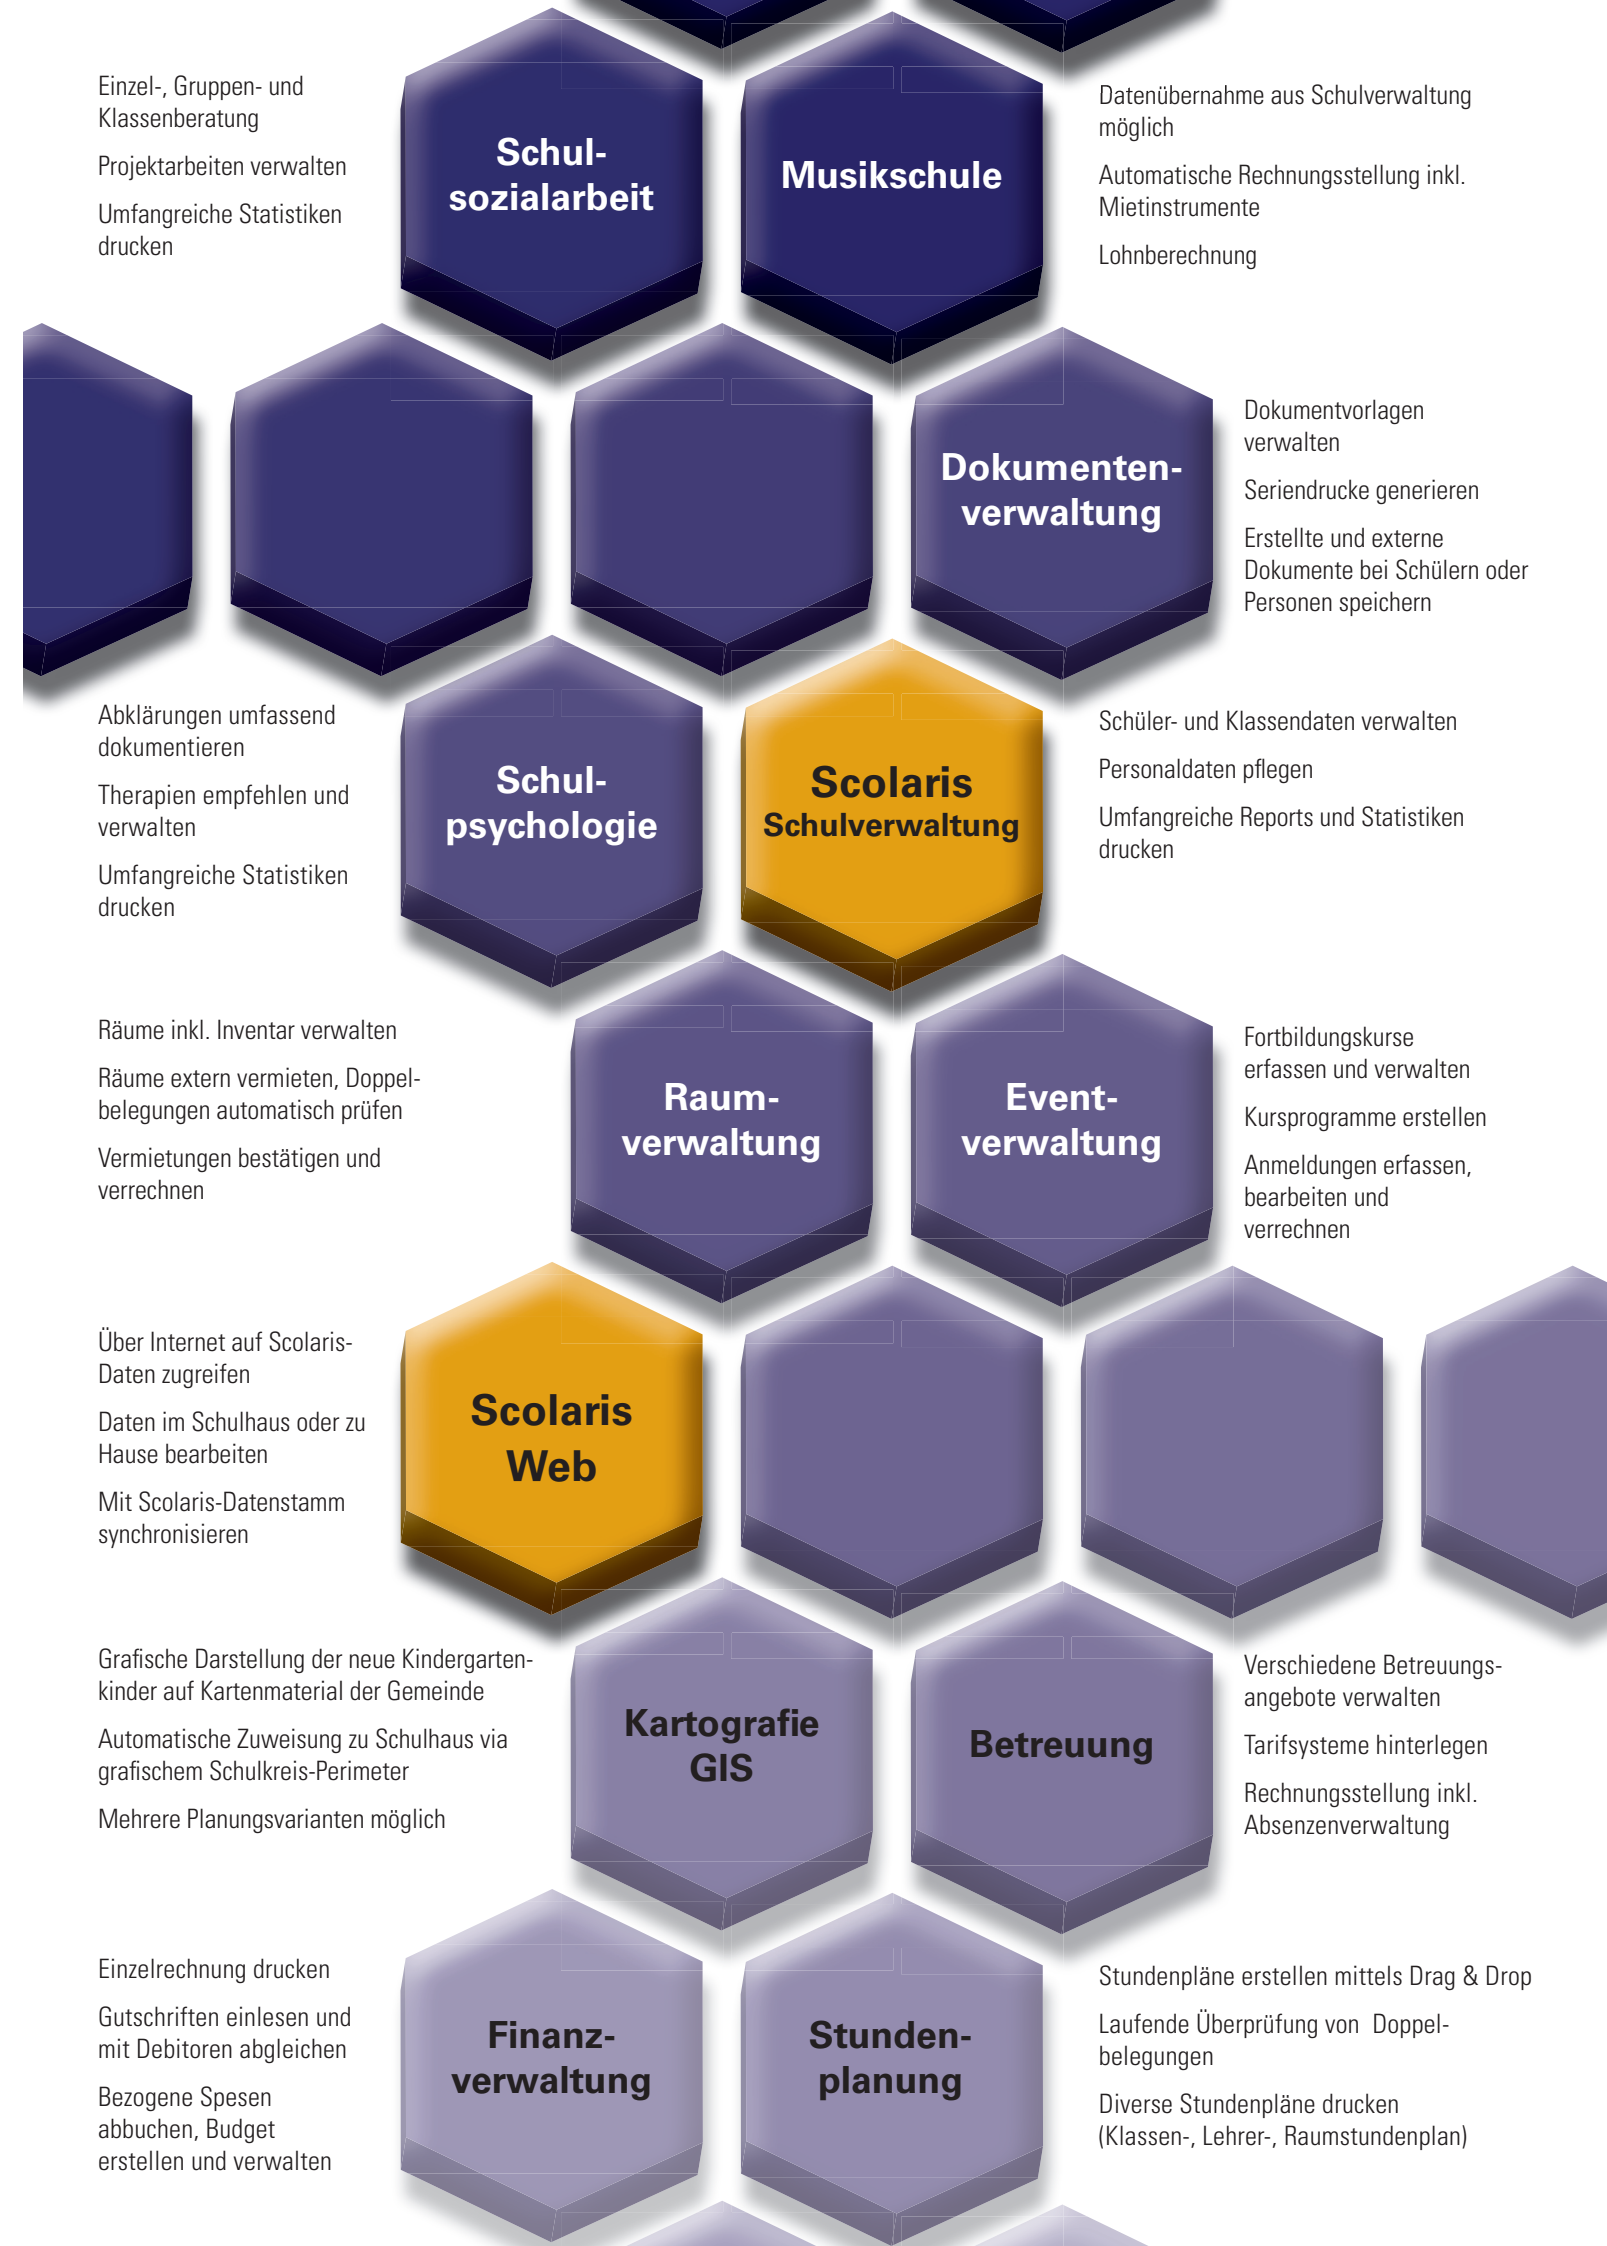 Einzel-, Gruppen- und
Klassenberatung
Projektarbeiten verwalten
Umfangreiche Statistiken
drucken
Schul-
sozialarbeit
Musikschule
Datenübernahme aus Schulverwaltung
möglich
Automatische Rechnungsstellung inkl.
Mietinstrumente
Lohnberechnung
Dokumenten-
verwaltung
Dokumentvorlagen
verwalten
Seriendrucke generieren
Erstellte und externe
Dokumente bei Schülern oder
Personen speichern
Abklärungen umfassend
dokumentieren
Therapien empfehlen und
verwalten
Umfangreiche Statistiken
drucken
Schul-
psychologie
Scolaris
Schulverwaltung
Schüler- und Klassendaten verwalten
Personaldaten pflegen
Umfangreiche Reports und Statistiken
drucken
Räume inkl. Inventar verwalten
Räume extern vermieten, Doppel-
belegungen automatisch prüfen
Vermietungen bestätigen und
verrechnen
Raum-
verwaltung
Event-
verwaltung
Fortbildungskurse
erfassen und verwalten
Kursprogramme erstellen
Anmeldungen erfassen,
bearbeiten und
verrechnen
Über Internet auf Scolaris-
Daten zugreifen
Daten im Schulhaus oder zu
Hause bearbeiten
Mit Scolaris-Datenstamm
synchronisieren
Scolaris
Web
Grafische Darstellung der neue Kindergarten-
kinder auf Kartenmaterial der Gemeinde
Automatische Zuweisung zu Schulhaus via
grafischem Schulkreis-Perimeter
Mehrere Planungsvarianten möglich
Kartografie
GIS
Betreuung
Verschiedene Betreuungs-
angebote verwalten
Tarifsysteme hinterlegen
Rechnungsstellung inkl.
Absenzenverwaltung
Einzelrechnung drucken
Gutschriften einlesen und
mit Debitoren abgleichen
Bezogene Spesen
abbuchen, Budget
erstellen und verwalten
Finanz-
verwaltung
Stunden-
planung
Stundenpläne erstellen mittels Drag & Drop
Laufende Überprüfung von  Doppel-
belegungen
Diverse Stundenpläne drucken
(Klassen-, Lehrer-, Raumstundenplan)